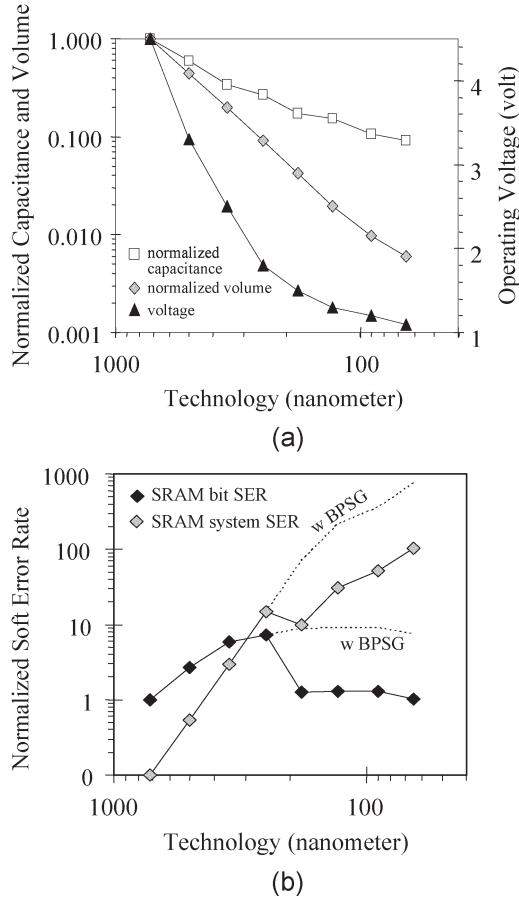 Normalized Capacitance and Volume
1.000
0.100
0.010
0.001
normalized
capacitance
normalized volume
voltage
4
3
2
1
Operating Voltage (volt)
1000
100
Technology (nanometer)
(a)
Normalized Soft Error Rate
1000
100
10
1
0
SRAM bit SER
SRAM system SER
w BPSG
w BPSG
1000
100
Technology (nanometer)
(b)